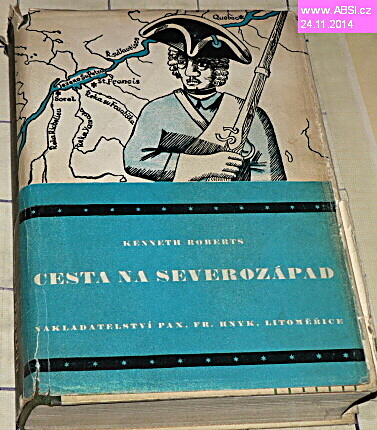 www.ABSI.cz
24.11.2014
Quebec
St. Francis
Sorel
KENNETH ROBERTS
CESTA NA SEVEROZÁPAD
NAKLADATELSTVÍ PAX, FR. HNYK, LITOMĚŘICE